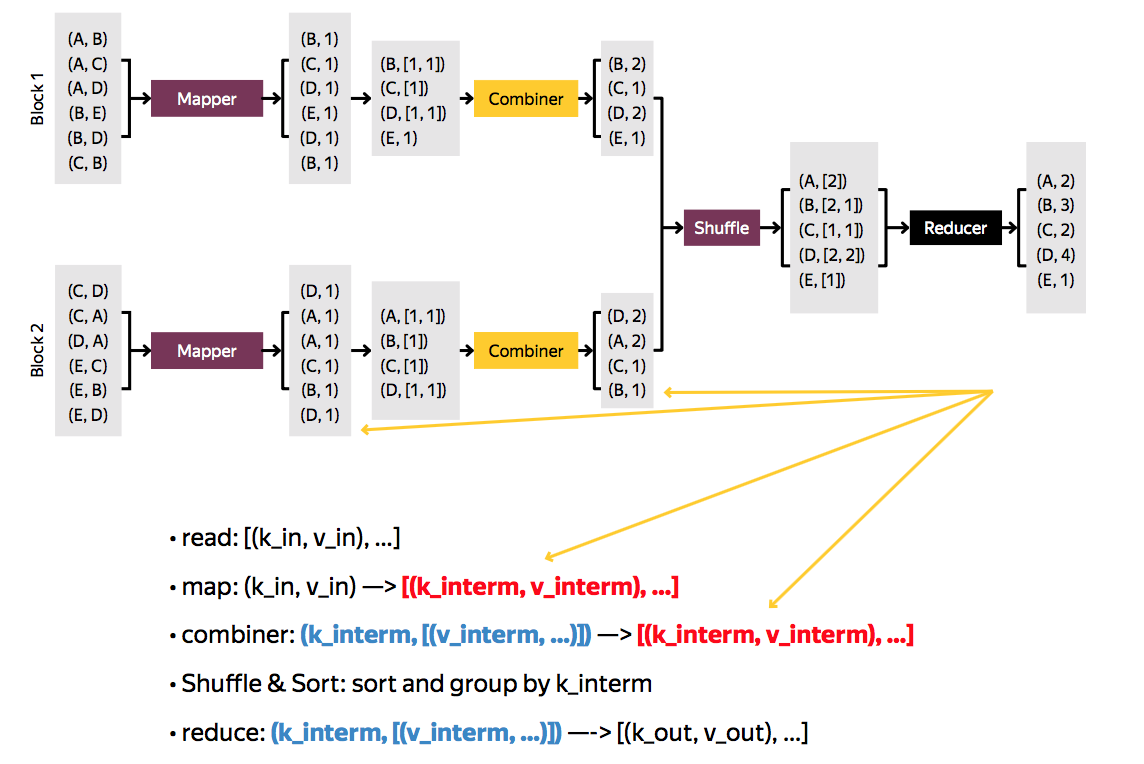 Block 1
(A, B)
(A, C)
(A, D)
(B, E)
(B, D)
(C, B)
Mapper
(B, 1)
(C, 1)
(D, 1)
(E, 1)
(D, 1)
(B, 1)
(B, [1, 1])
(C, [1])
(D, [1, 1])
(E, 1)
Combiner
(B, 2)
(C, 1)
(D, 2)
(E, 1)
Block 2
(C, D)
(C, A)
(D, A)
(E, C)
(E, B)
(E, D)
Mapper
(D, 1)
(A, 1)
(A, 1)
(C, 1)
(B, 1)
(D, 1)
(A, [1, 1])
(B, [1])
(C, [1])
(D, [1, 1])
Combiner
(D, 2)
(A, 2)
(C, 1)
(B, 1)
Shuffle
(A, [2])
(B, [2, 1])
(C, [1, 1])
(D, [2, 2])
(E, [1])
Reducer
(A, 2)
(B, 3)
(C, 2)
(D, 4)
(E, 1)
• read: [(k_in, v_in), ...]
• map: (k_in, v_in) —> [(k_interm, v_interm), ...]
• combiner: (k_interm, [(v_interm, ...)]) —> [(k_interm, v_interm), ...]
• Shuffle & Sort: sort and group by k_interm
• reduce: (k_interm, [(v_interm, ...)]) —-> [(k_out, v_out), ...]